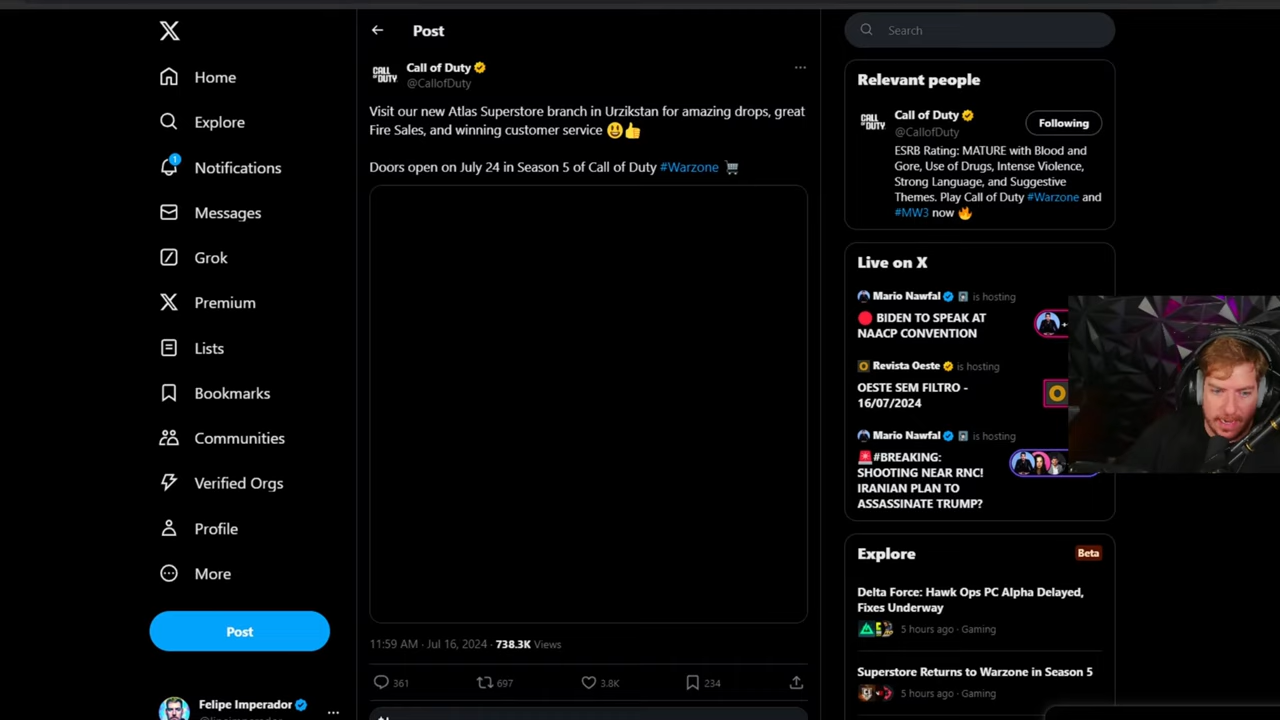 Home
Explore
1
Notifications
Messages
Grok
Premium
Lists
Bookmarks
Communities
Verified Orgs
Profile
More
Post
Felipe Imperador
Post
CALL OF DUTY
Call of Duty
@CallofDuty
Visit our new Atlas Superstore branch in Urzikstan for amazing drops, great
Fire Sales, and winning customer service 😃👍
Doors open on July 24 in Season 5 of Call of Duty #Warzone 🛒
11:59 AM · Jul 16, 2024 · 738.3K Views
361 697 3.8K 234
Search
Relevant people
CALL OF DUTY
Call of Duty
@CallofDuty
Following
ESRB Rating: MATURE with Blood and
Gore, Use of Drugs, Intense Violence,
Strong Language, and Suggestive
Themes. Play Call of Duty #Warzone and
#MW3 now 🔥
Live on X
Mario Nawfal is hosting
🔴 BIDEN TO SPEAK AT
NAACP CONVENTION
Revista Oeste is hosting
OESTE SEM FILTRO -
16/07/2024
Mario Nawfal is hosting
🚨#BREAKING:
SHOOTING NEAR RNC!
IRANIAN PLAN TO
ASSASSINATE TRUMP?
Explore
Beta
Delta Force: Hawk Ops PC Alpha Delayed,
Fixes Underway
5 hours ago · Gaming
Superstore Returns to Warzone in Season 5
5 hours ago · Gaming